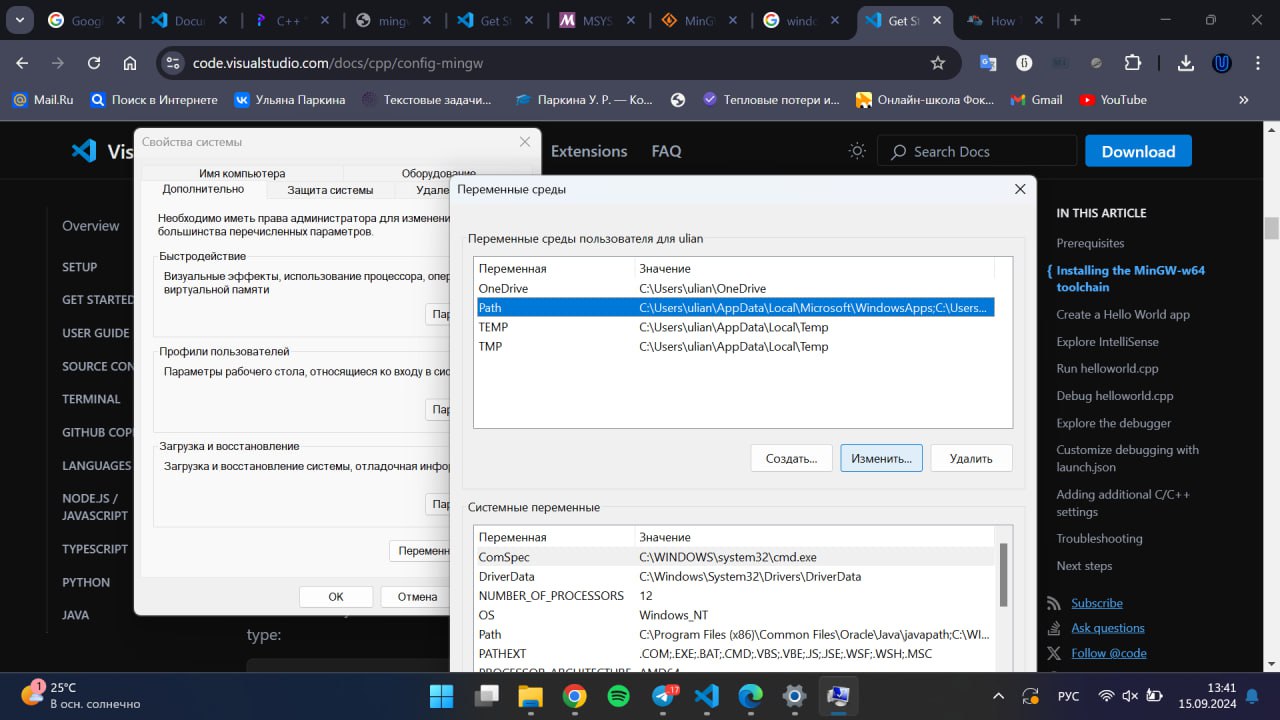 Goog
Docu
C++
ming
Get St
MSYS
MinG
windo
Get St
How
code.visualstudio.com/docs/cpp/config-mingw
Mail.Ru
Поиск в Интернете
Ульяна Паркина
Текстовые задачи...
Паркина У. Р. — Ко...
Тепловые потери и...
Онлайн-школа Фок...
Gmail
YouTube
Vis
Extensions
FAQ
Search Docs
Download
Overview
SETUP
GET STARTED
USER GUIDE
SOURCE CON
TERMINAL
GITHUB COPI
LANGUAGES
NODE.JS /
JAVASCRIPT
TYPESCRIPT
PYTHON
JAVA
Свойства системы
Имя компьютера
Оборудование
Дополнительно
Защита системы
Удале
Необходимо иметь права администратора для изменени
большинства перечисленных параметров.
Быстродействие
Визуальные эффекты, использование процессора, опер
виртуальной памяти
Пар
Профили пользователей
Параметры рабочего стола, относящиеся ко входу в сис
Пар
Загрузка и восстановление
Загрузка и восстановление системы, отладочная инфор
Пар
Переменн
ОК
Отмена
type:
Переменные среды
Переменные среды пользователя для ulian
Переменная
Значение
OneDrive
C:\Users\ulian\OneDrive
Path
C:\Users\ulian\AppData\Local\Microsoft\WindowsApps;C:\Users...
TEMP
C:\Users\ulian\AppData\Local\Temp
TMP
C:\Users\ulian\AppData\Local\Temp
Создать...
Изменить...
Удалить
Системные переменные
Переменная
Значение
ComSpec
C:\WINDOWS\system32\cmd.exe
DriverData
C:\Windows\System32\Drivers\DriverData
NUMBER_OF_PROCESSORS
12
OS
Windows_NT
Path
C:\Program Files (x86)\Common Files\Oracle\Java\javapath;C:\WI...
PATHEXT
.COM;.EXE;.BAT;.CMD;.VBS;.VBE;.JS;.JSE;.WSF;.WSH;.MSC
PROCESSOR_ARCHITECTURE
AMD64
IN THIS ARTICLE
Prerequisites
Installing the MinGW-w64
toolchain
Create a Hello World app
Explore IntelliSense
Run helloworld.cpp
Debug helloworld.cpp
Explore the debugger
Customize debugging with
launch.json
Adding additional C/C++
settings
Troubleshooting
Next steps
Subscribe
Ask questions
Follow @code
1
25°C
В осн. солнечно
17
РУС
13:41
15.09.2024